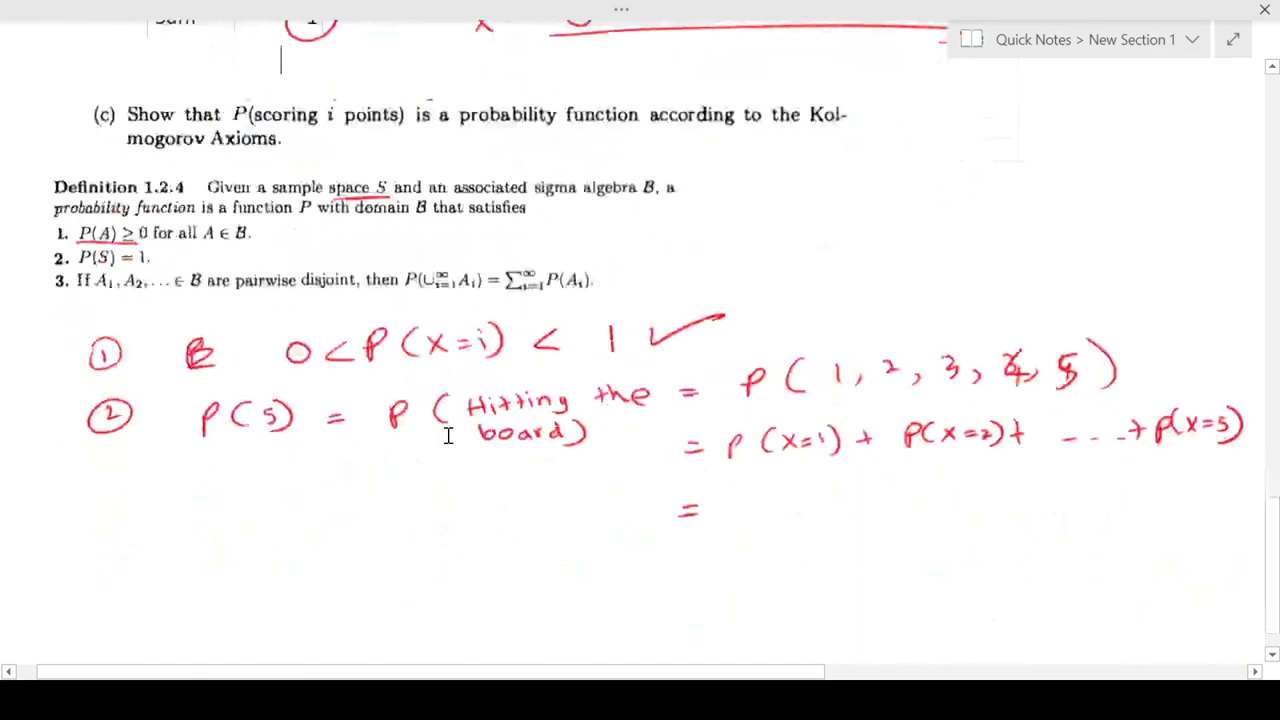 Quick Notes > New Section 1
(c) Show that P(scoring i points) is a probability function according to the Kol-
mogorov Axioms.
Definition 1.2.4 Given a sample space S and an associated sigma algebra B, a
probability function is a function P with domain B that satisfies
1. P(A) ≥ 0 for all A ∈ B.
2. P(S) = 1.
3. If A₁, A₂, ... ∈ B are pairwise disjoint, then P(∪_{i=1}^∞ A_i) = ∑_{i=1}^∞ P(A_i).
① 0 < P(X=i) < 1 ✓
② P(S) = P(Hitting the board) = P(1, 2, 3, 4, 5)
= P(X=1) + P(X=2) + - - - + P(X=5)
=